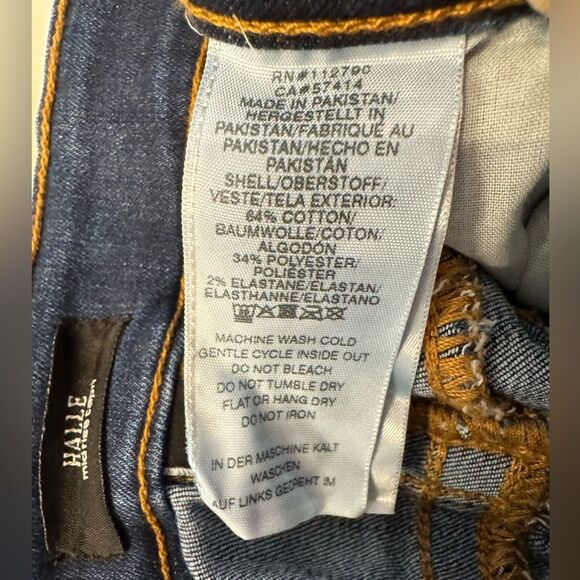 RN#112790
CA#57414
MADE IN PAKISTAN/
HERGESTELLT IN
PAKISTAN/FABRIQUE AU
PAKISTAN/HECHO EN
PAKISTÁN
SHELL/OBERSTOFF/
VESTE/TELA EXTERIOR:
64% COTTON/
BAUMWOLLE/COTON/
ALGODÓN
34% POLYESTER/
POLIÉSTER
2% ELASTANE/ELASTAN/
ELASTHANNE/ELASTANO
MACHINE WASH COLD
GENTLE CYCLE INSIDE OUT
DO NOT BLEACH
DO NOT TUMBLE DRY
FLAT OR HANG DRY
DO NOT IRON
IN DER MASCHINE KALT
WASCHEN
AUF LINKS GEDREHT IM
HALLE